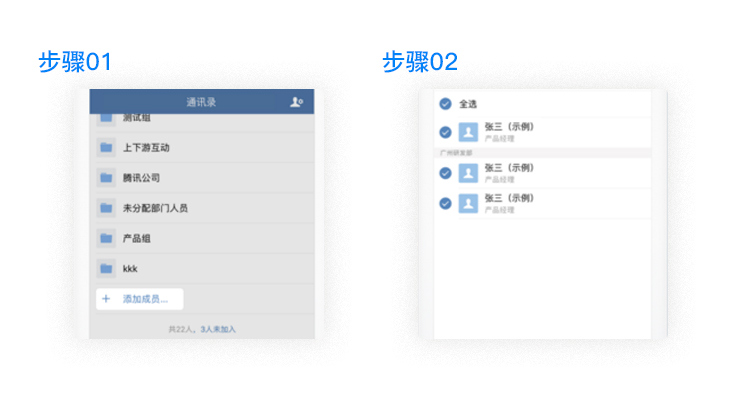 步骤01
通讯录
测试组
上下游互动
腾讯公司
未分配部门人员
产品组
kkk
+ 添加成员...
共22人，3人未加入
步骤02
全选
张三（示例）
产品经理
广州研发部
张三（示例）
产品经理
张三（示例）
产品经理